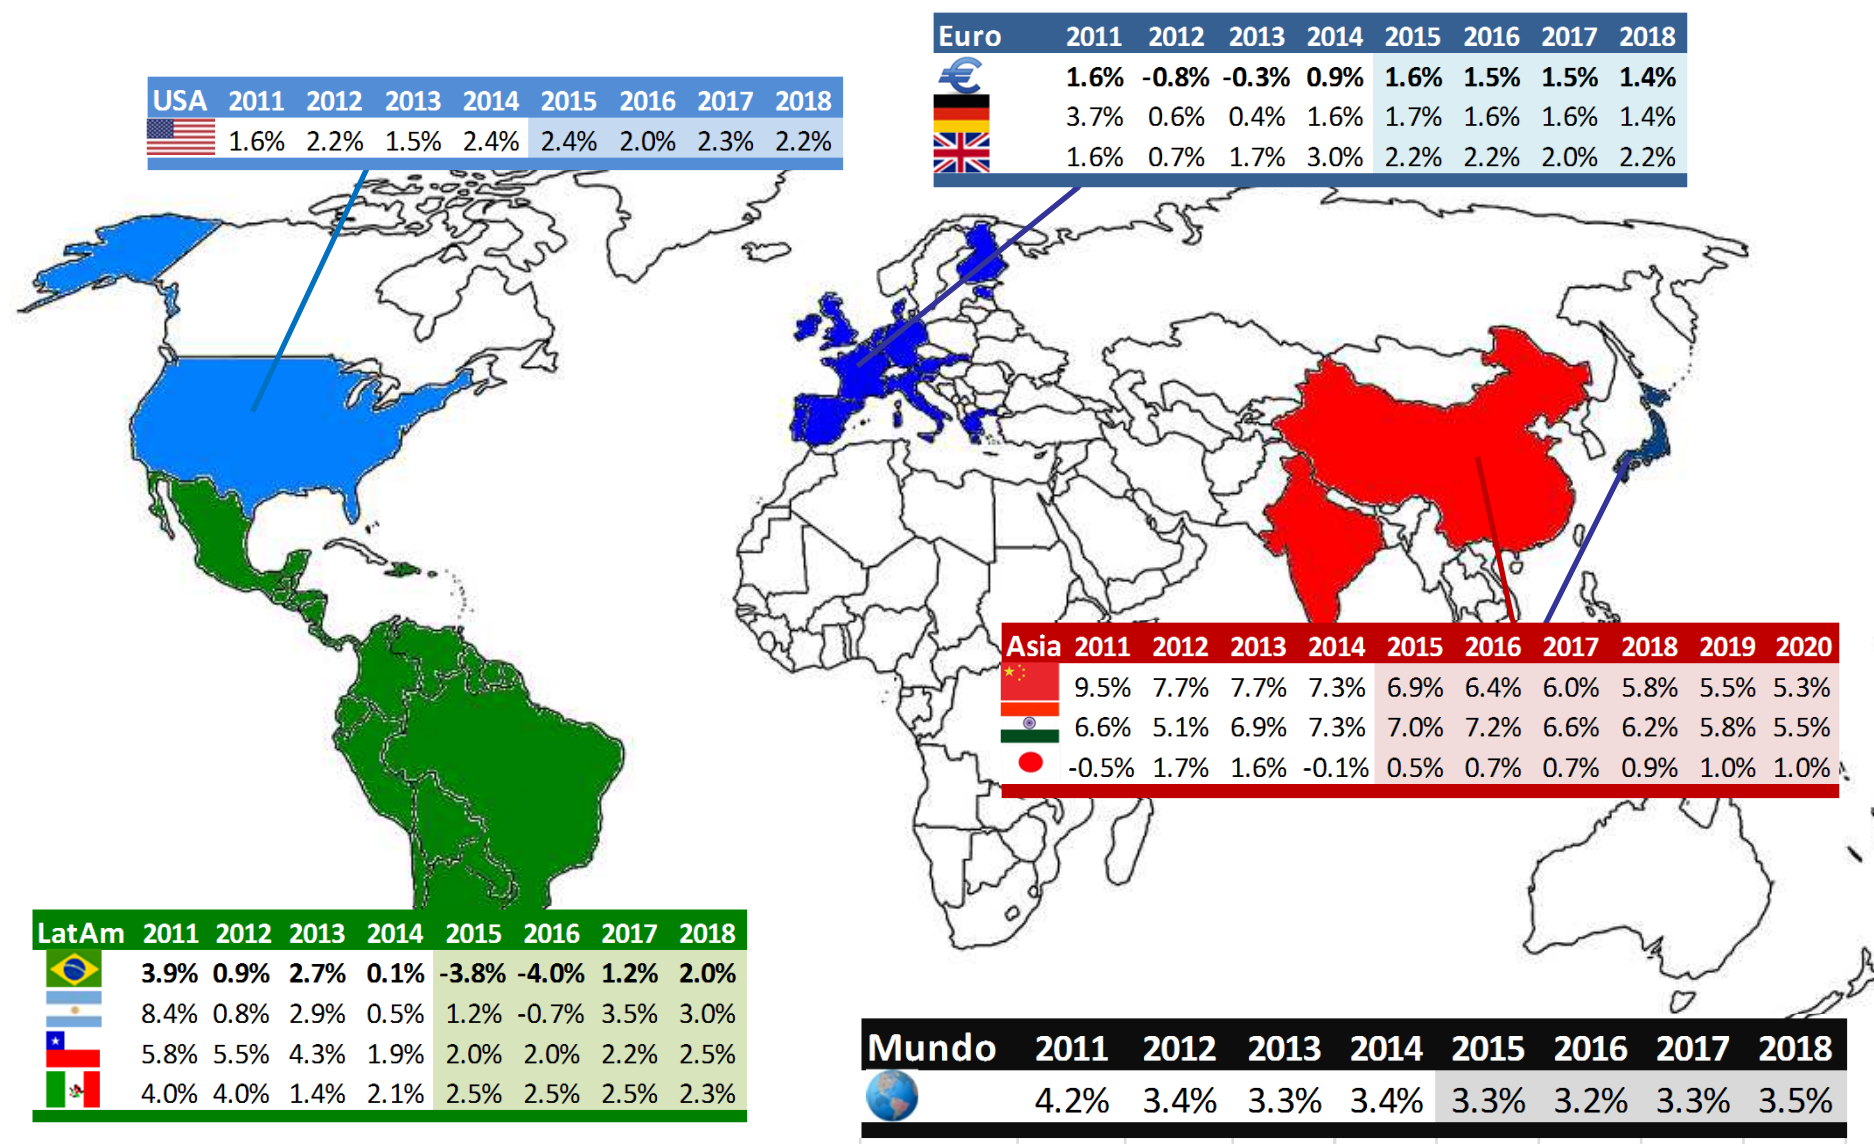 Euro 2011 2012 2013 2014 2015 2016 2017 2018
1.6% -0.8% -0.3% 0.9% 1.6% 1.5% 1.5% 1.4%
3.7% 0.6% 0.4% 1.6% 1.7% 1.6% 1.6% 1.4%
1.6% 0.7% 1.7% 3.0% 2.2% 2.2% 2.0% 2.2%
USA 2011 2012 2013 2014 2015 2016 2017 2018
1.6% 2.2% 1.5% 2.4% 2.4% 2.0% 2.3% 2.2%
Asia 2011 2012 2013 2014 2015 2016 2017 2018 2019 2020
9.5% 7.7% 7.7% 7.3% 6.9% 6.4% 6.0% 5.8% 5.5% 5.3%
6.6% 5.1% 6.9% 7.3% 7.0% 7.2% 6.6% 6.2% 5.8% 5.5%
-0.5% 1.7% 1.6% -0.1% 0.5% 0.7% 0.7% 0.9% 1.0% 1.0%
LatAm 2011 2012 2013 2014 2015 2016 2017 2018
3.9% 0.9% 2.7% 0.1% -3.8% -4.0% 1.2% 2.0%
8.4% 0.8% 2.9% 0.5% 1.2% -0.7% 3.5% 3.0%
5.8% 5.5% 4.3% 1.9% 2.0% 2.0% 2.2% 2.5%
4.0% 4.0% 1.4% 2.1% 2.5% 2.5% 2.5% 2.3%
Mundo 2011 2012 2013 2014 2015 2016 2017 2018
4.2% 3.4% 3.3% 3.4% 3.3% 3.2% 3.3% 3.5%